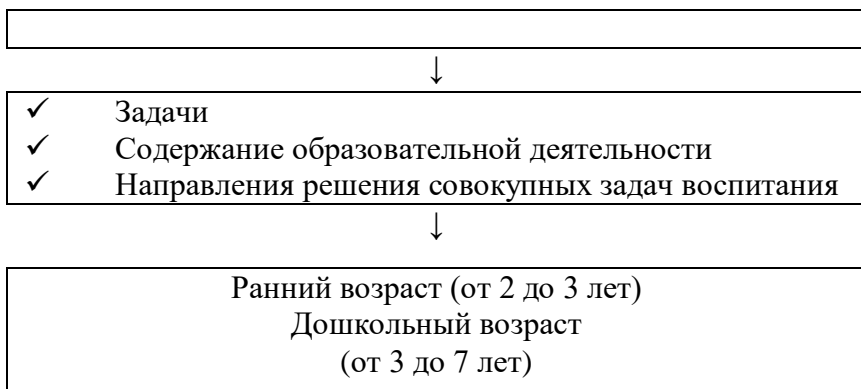 ↓
✓ Задачи
✓ Содержание образовательной деятельности
✓ Направления решения совокупных задач воспитания
↓
Ранний возраст (от 2 до 3 лет)
Дошкольный возраст
(от 3 до 7 лет)